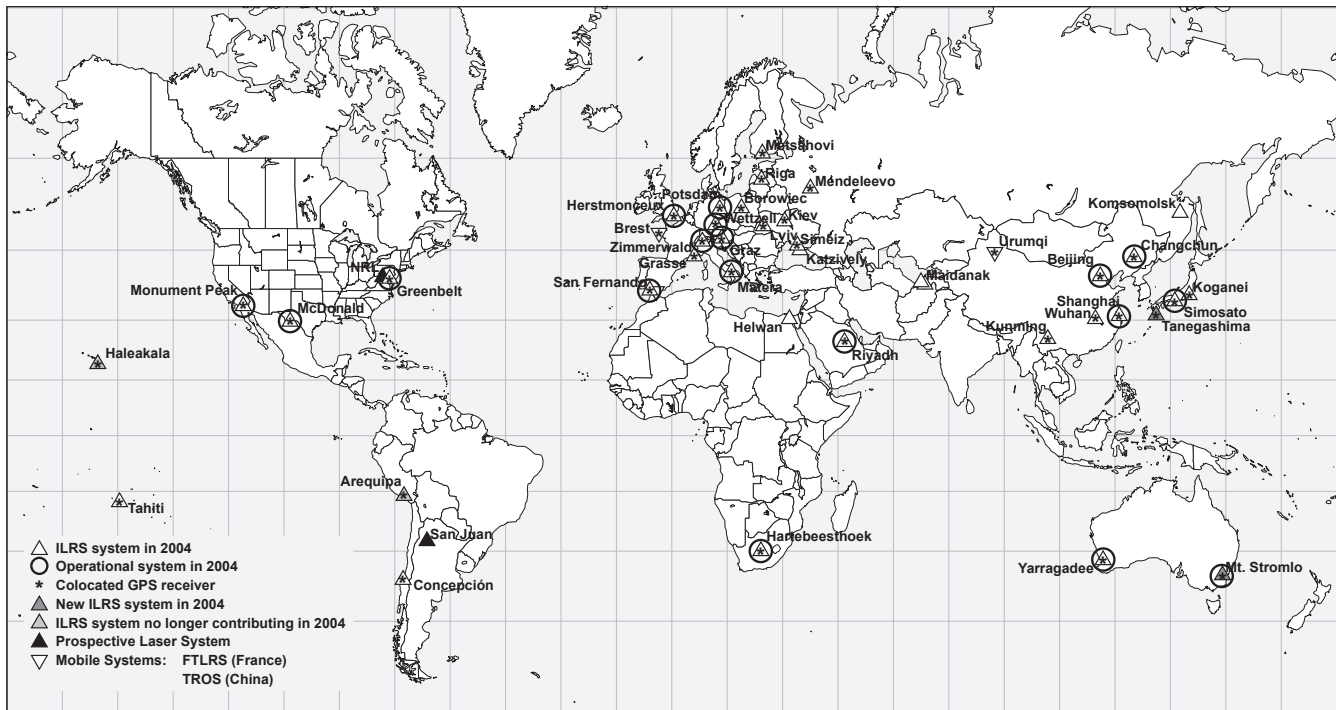 Metsahovi
Riga
Mendeleevo
Potsdam
Borowiec
Komsomolsk
Herstmonceux
Wettzell
Kiev
Brest
Lviv
Simeiz
Urumqi
Changchun
Zimmerwald
Graz
Katzively
Beijing
Grasse
NRL
Maidanak
San Fernando
Matera
Koganei
Monument Peak
Greenbelt
McDonald
Shanghai
Simosato
Wuhan
Tanegashima
Helwan
Kunming
Haleakala
Riyadh
Arequipa
Tahiti
San Juan
Hartebeesthoek
ILRS system in 2004
Operational system in 2004
Yarragadee
Mt. Stromlo
Colocated GPS receiver
Concepción
New ILRS system in 2004
ILRS system no longer contributing in 2004
Prospective Laser System
Mobile Systems: FTLRS (France)
TROS (China)